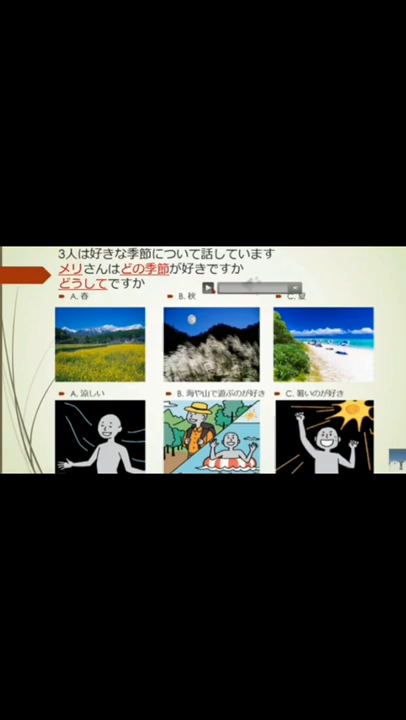 3人は好きな季節について話しています
メリさんはどの季節が好きですか
どうしてですか
A. 春
B. 秋
C. 夏
A. 涼しい
B. 海や山で遊ぶのが好き
C. 暑いのが好き